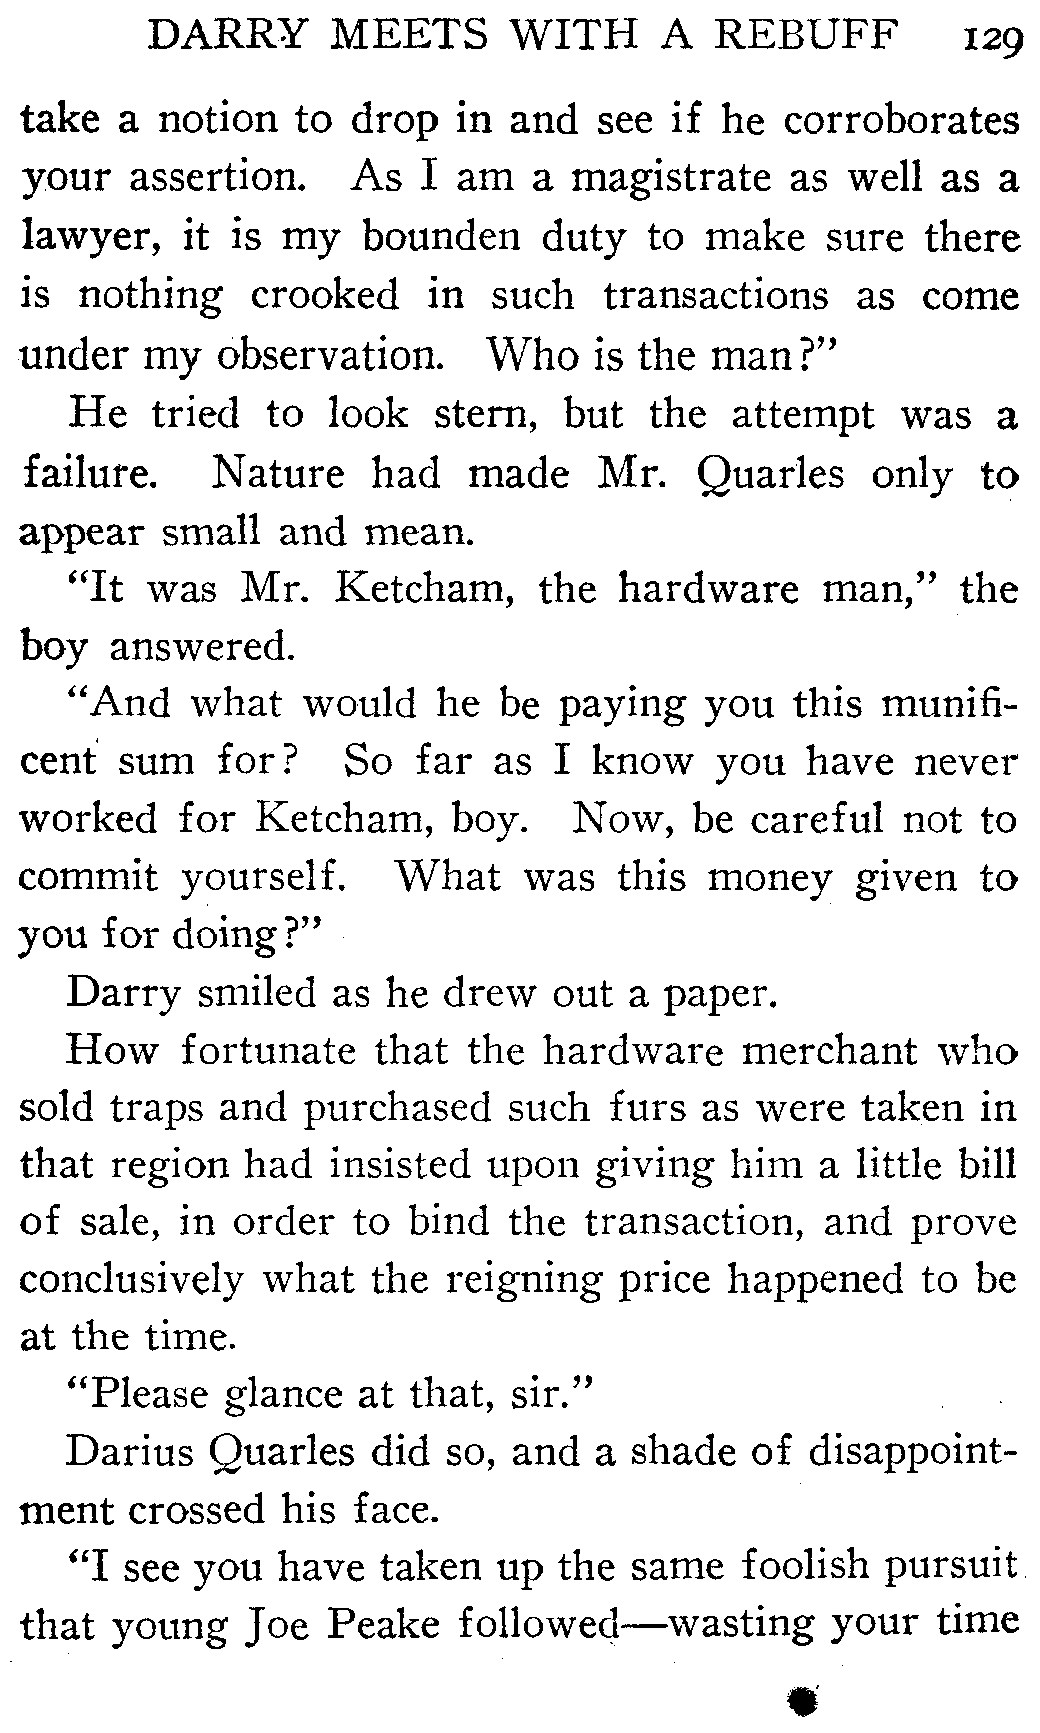 DARRY MEETS WITH A REBUFF 129
take a notion to drop in and see if he corroborates
your assertion. As I am a magistrate as well as a
lawyer, it is my bounden duty to make sure there
is nothing crooked in such transactions as come
under my observation. Who is the man?”
He tried to look stern, but the attempt was a
failure. Nature had made Mr. Quarles only to
appear small and mean.
“It was Mr. Ketcham, the hardware man,” the
boy answered.
“And what would he be paying you this munifi-
cent sum for? So far as I know you have never
worked for Ketcham, boy. Now, be careful not to
commit yourself. What was this money given to
you for doing?”
Darry smiled as he drew out a paper.
How fortunate that the hardware merchant who
sold traps and purchased such furs as were taken in
that region had insisted upon giving him a little bill
of sale, in order to bind the transaction, and prove
conclusively what the reigning price happened to be
at the time.
“Please glance at that, sir.”
Darius Quarles did so, and a shade of disappoint-
ment crossed his face.
“I see you have taken up the same foolish pursuit
that young Joe Peake followed—wasting your time